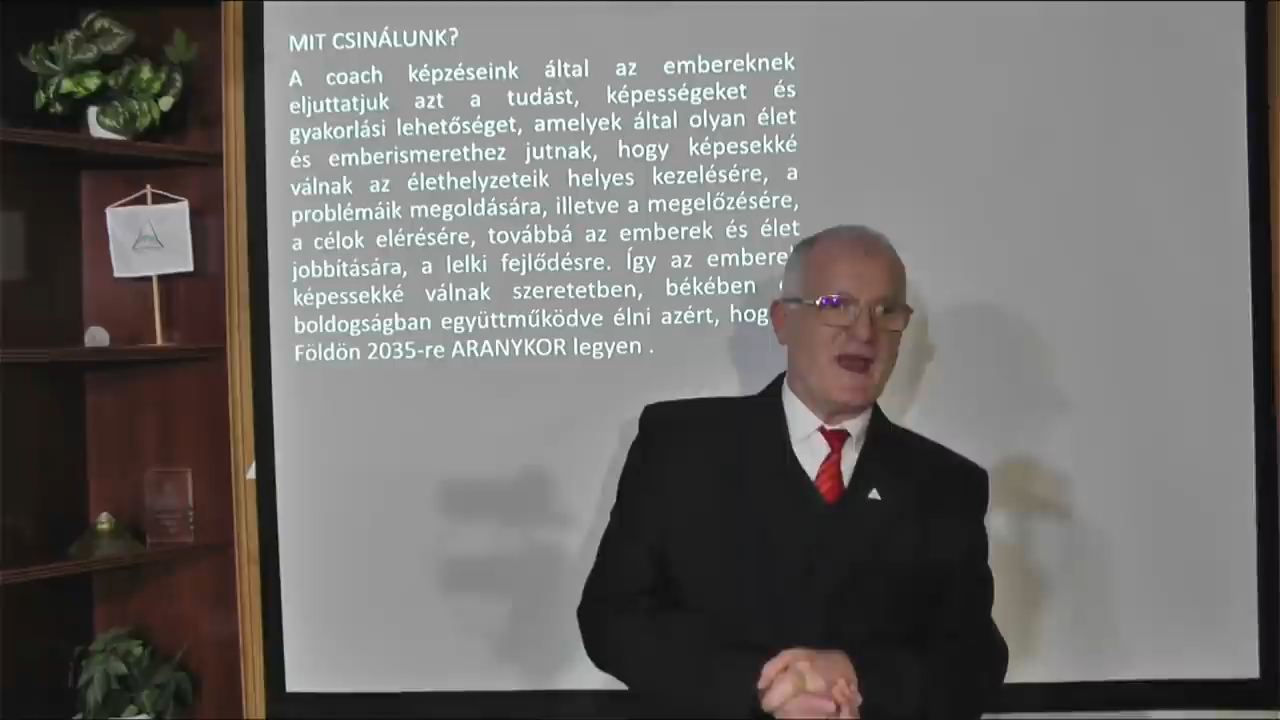 MIT CSINÁLUNK?
A coach képzéseink által az embereknek
eljuttatjuk azt a tudást, képességeket és
gyakorlási lehetőséget, amelyek által olyan élet
és emberismerethez jutnak, hogy képesekké
válnak az élethelyzeteik helyes kezelésére, a
problémáik megoldására, illetve a megelőzésére,
a célok elérésére, továbbá az emberek és élet
jobbítására, a lelki fejlődésre. Így az
képessekké válnak szeretetben, békében
boldogságban együttműködve élni azért,
Földön 2035-re ARANYKOR legyen .